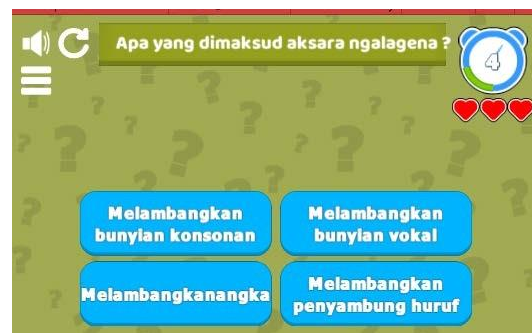 Apa yang dimaksud aksara ngalagena ?
4
Melambangkan
bunyian konsonan
Melambangkan
bunyian vokal
Melambangkanangka
Melambangkan
penyambung huruf